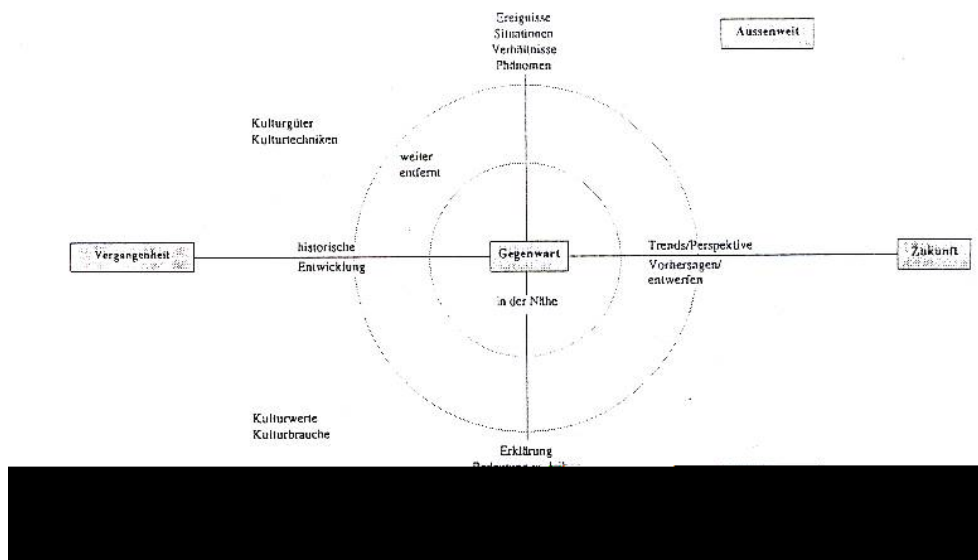 Ereignisse
Situationen
Verhältnisse
Phänomen
Aussenwelt
Kulturgüter
Kulturtechniken
weiter
entfernt
Vergangenheit
historische
Entwicklung
Gegenwart
Trends/Perspektive
Vorhersagen/
entwerfen
Zukunft
in der Nähe
Kulturwerte
Kulturbrauche
Erklärung